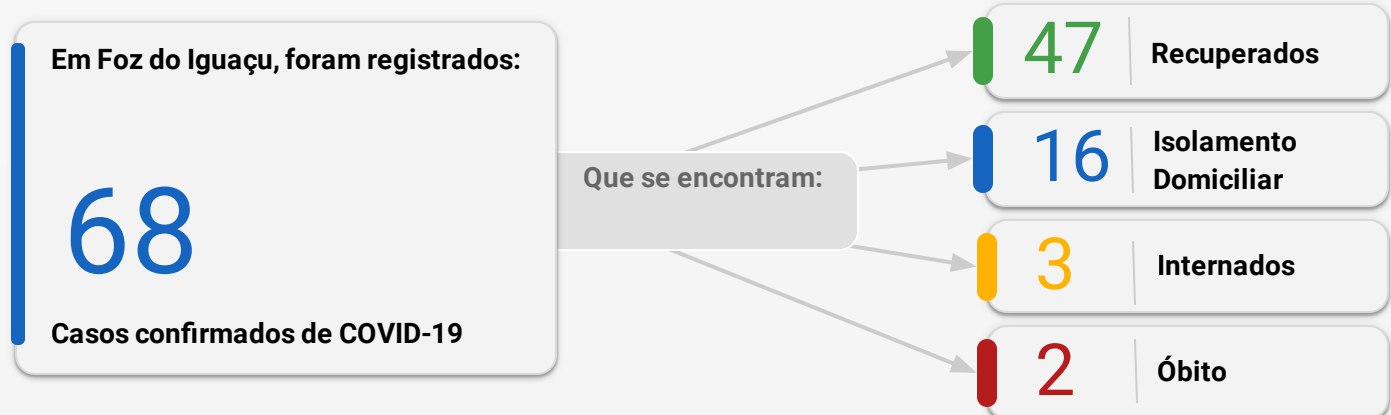 Em Foz do Iguaçu, foram registrados:
68
Casos confirmados de COVID-19
Que se encontram:
47 Recuperados
16 Isolamento
Domiciliar
3 Internados
2 Óbito